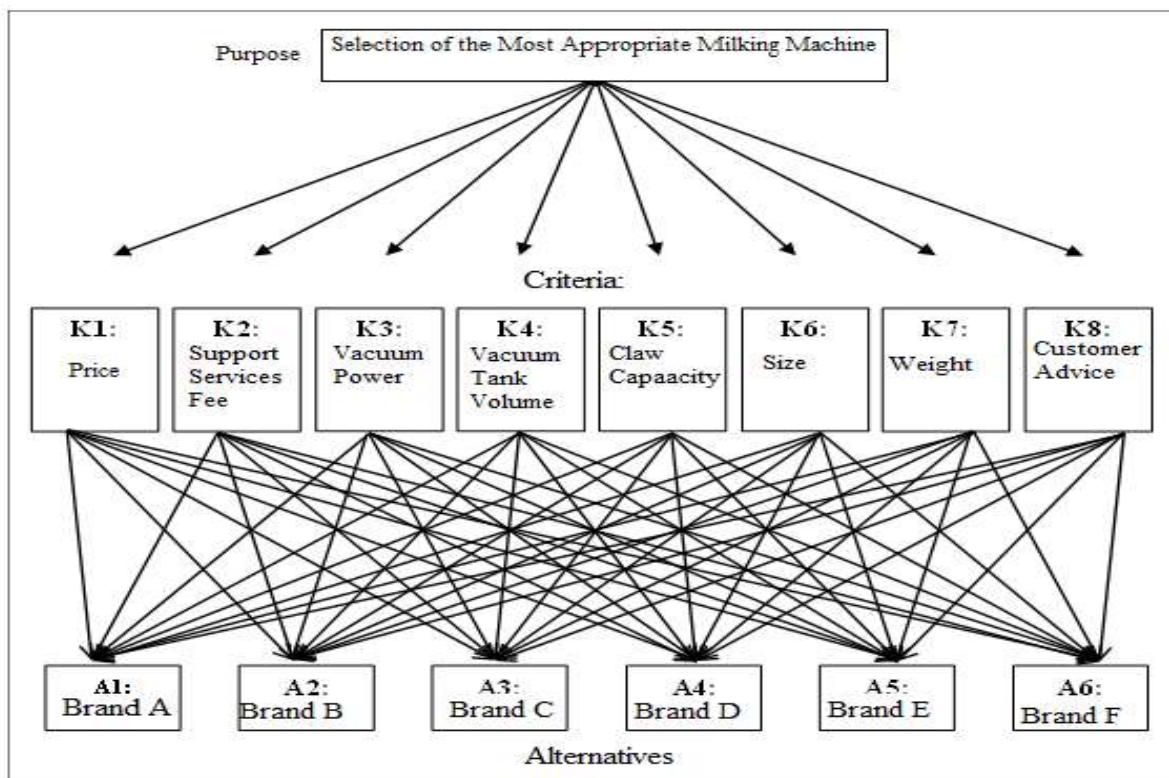 Purpose
Selection of the Most Appropriate Milking Machine
Criteria:
K1:
Price
K2:
Support
Services
Fee
K3:
Vacuum
Power
K4:
Vacuum
Tank
Volume
K5:
Claw
Capaacity
K6:
Size
K7:
Weight
K8:
Customer
Advice
A1:
Brand A
A2:
Brand B
A3:
Brand C
A4:
Brand D
A5:
Brand E
A6:
Brand F
Alternatives